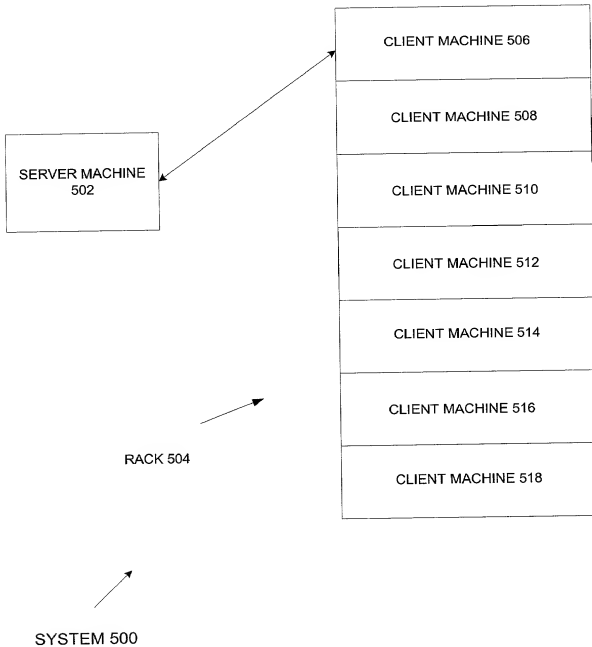 CLIENT MACHINE 506
CLIENT MACHINE 508
SERVER MACHINE
502
CLIENT MACHINE 510
CLIENT MACHINE 512
CLIENT MACHINE 514
CLIENT MACHINE 516
RACK 504
CLIENT MACHINE 518
SYSTEM 500